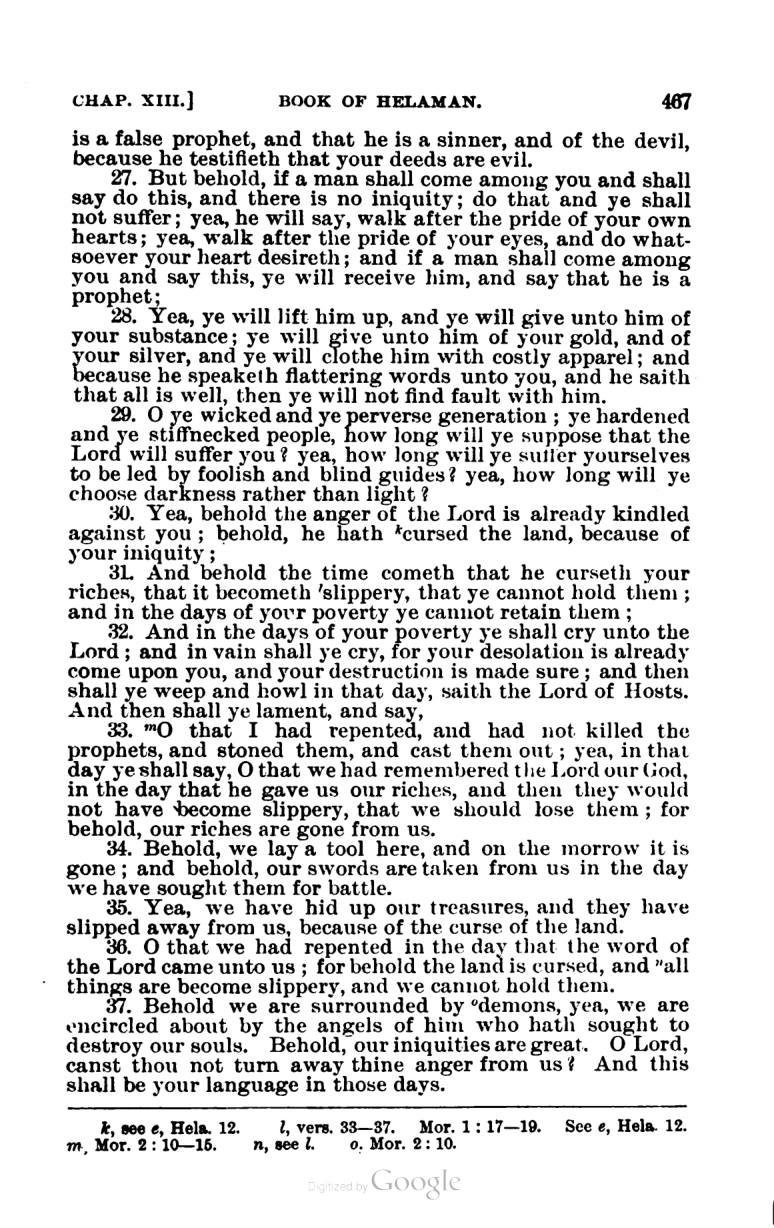 CHAP. XIII.] BOOK OF HELAMAN. 467
is a false prophet, and that he is a sinner, and of the devil,
because he testifieth that your deeds are evil.
27. But behold, if a man shall come among you and shall
say do this, and there is no iniquity; do that and ye shall
not suffer; yea, he will say, walk after the pride of your own
hearts; yea, walk after the pride of your eyes, and do what-
soever your heart desireth; and if a man shall come among
you and say this, ye will receive him, and say that he is a
prophet;
28. Yea, ye will lift him up, and ye will give unto him of
your substance; ye will give unto him of your gold, and of
your silver, and ye will clothe him with costly apparel; and
because he speaketh flattering words unto you, and he saith
that all is well, then ye will not find fault with him.
29. O ye wicked and ye perverse generation; ye hardened
and ye stiffnecked people, how long will ye suppose that the
Lord will suffer you? yea, how long will ye suffer yourselves
to be led by foolish and blind guides? yea, how long will ye
choose darkness rather than light?
30. Yea, behold the anger of the Lord is already kindled
against you; behold, he hath ᵏcursed the land, because of
your iniquity;
31. And behold the time cometh that he curseth your
riches, that it becometh ˡslippery, that ye cannot hold them;
and in the days of your poverty ye cannot retain them;
32. And in the days of your poverty ye shall cry unto the
Lord; and in vain shall ye cry, for your desolation is already
come upon you, and your destruction is made sure; and then
shall ye weep and howl in that day, saith the Lord of Hosts.
And then shall ye lament, and say,
33. ᵐO that I had repented, and had not killed the
prophets, and stoned them, and cast them out; yea, in that
day ye shall say, O that we had remembered the Lord our God,
in the day that he gave us our riches, and then they would
not have become slippery, that we should lose them; for
behold, our riches are gone from us.
34. Behold, we lay a tool here, and on the morrow it is
gone; and behold, our swords are taken from us in the day
we have sought them for battle.
35. Yea, we have hid up our treasures, and they have
slipped away from us, because of the curse of the land.
36. O that we had repented in the day that the word of
the Lord came unto us; for behold the land is cursed, and ⁿall
things are become slippery, and we cannot hold them.
37. Behold we are surrounded by ᵒdemons, yea, we are
encircled about by the angels of him who hath sought to
destroy our souls. Behold, our iniquities are great. O Lord,
canst thou not turn away thine anger from us? And this
shall be your language in those days.
k, see e, Hela. 12. l, vers. 33—37. Mor. 1:17—19. See e, Hela. 12.
m, Mor. 2:10—15. n, see l. o. Mor. 2:10.
Digitized by Google